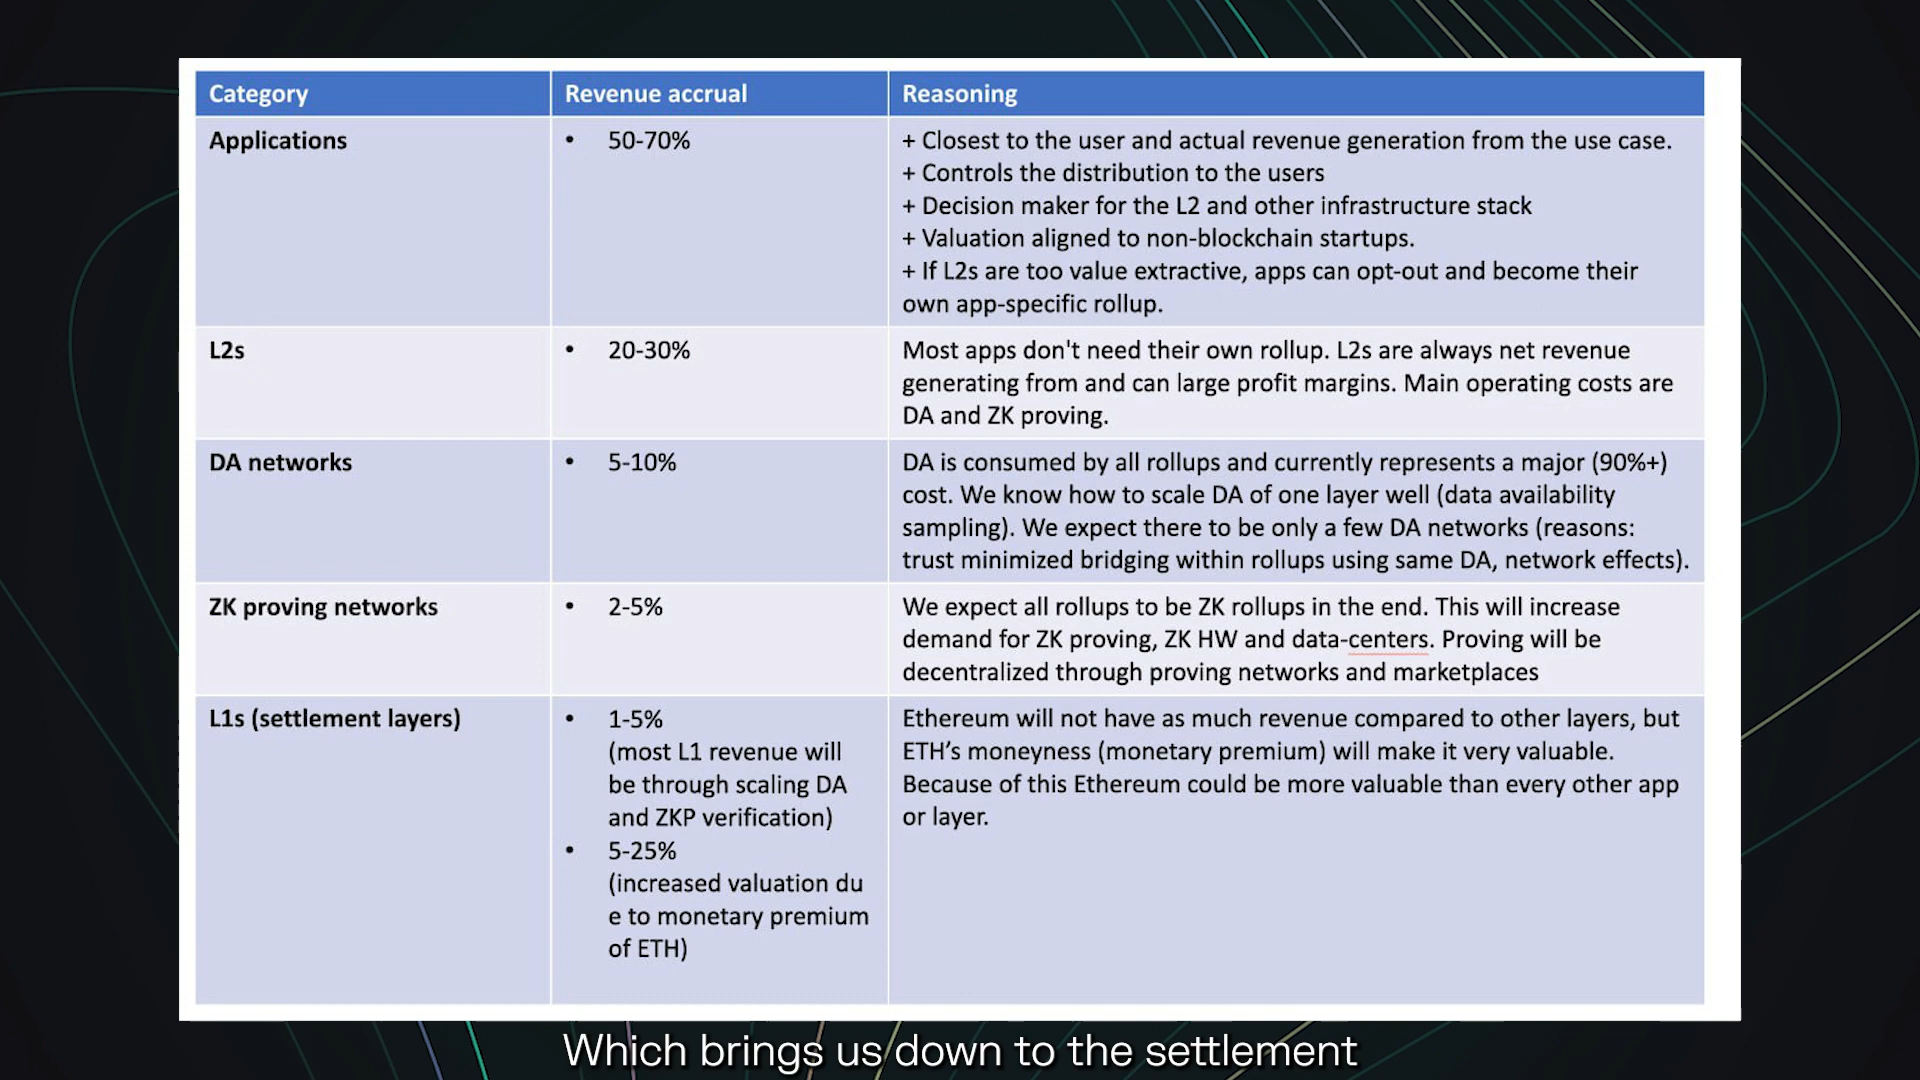 Category
Revenue accrual
Reasoning
Applications
• 50-70%
+ Closest to the user and actual revenue generation from the use case.
+ Controls the distribution to the users
+ Decision maker for the L2 and other infrastructure stack
+ Valuation aligned to non-blockchain startups.
+ If L2s are too value extractive, apps can opt-out and become their
own app-specific rollup.
L2s
• 20-30%
Most apps don't need their own rollup. L2s are always net revenue
generating from and can large profit margins. Main operating costs are
DA and ZK proving.
DA networks
• 5-10%
DA is consumed by all rollups and currently represents a major (90%+)
cost. We know how to scale DA of one layer well (data availability
sampling). We expect there to be only a few DA networks (reasons:
trust minimized bridging within rollups using same DA, network effects).
ZK proving networks
• 2-5%
We expect all rollups to be ZK rollups in the end. This will increase
demand for ZK proving, ZK HW and data-centers. Proving will be
decentralized through proving networks and marketplaces
L1s (settlement layers)
• 1-5%
(most L1 revenue will
be through scaling DA
and ZKP verification)
• 5-25%
(increased valuation du
e to monetary premium
of ETH)
Ethereum will not have as much revenue compared to other layers, but
ETH’s moneyness (monetary premium) will make it very valuable.
Because of this Ethereum could be more valuable than every other app
or layer.
Which brings us down to the settlement